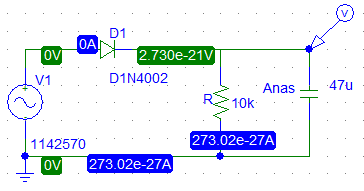 V
D1
0A
0V
2.730e-21V
V1
D1N4002
Anas
47u
R
10k
1142570
273.02e-27A
0V
273.02e-27A